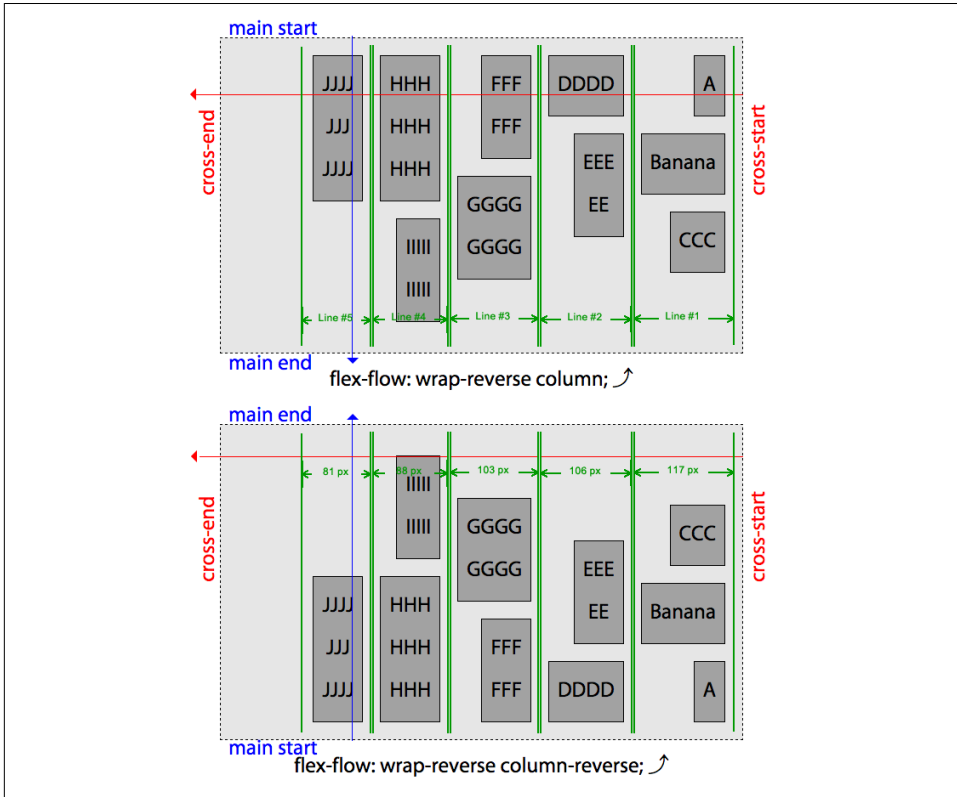 main start
JJJJ HHH FFF DDDD A
JJJ HHH FFF EEE Banana
JJJJ HHH GGGG EE CCC
IIIII GGGG
IIIII
cross-end
cross-start
Line #5 Line #4 Line #3 Line #2 Line #1
main end
flex-flow: wrap-reverse column;
main end
81 px 88 px 103 px 106 px 117 px
IIIII GGGG CCC
IIIII GGGG EEE Banana
JJJJ HHH FFF EE A
JJJ HHH FFF DDDD
JJJJ HHH
cross-end
cross-start
main start
flex-flow: wrap-reverse column-reverse;